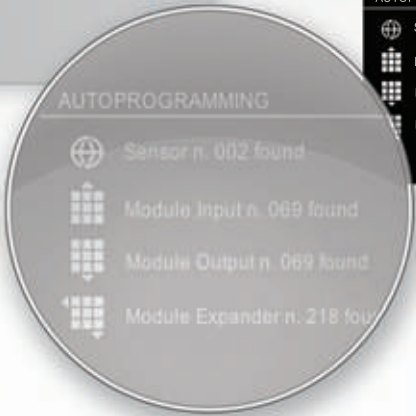 AUTOPROGRAMMING
Sensor n. 002 found
Module Input n. 069 found
Module Output n. 069 found
Module Expander n. 218